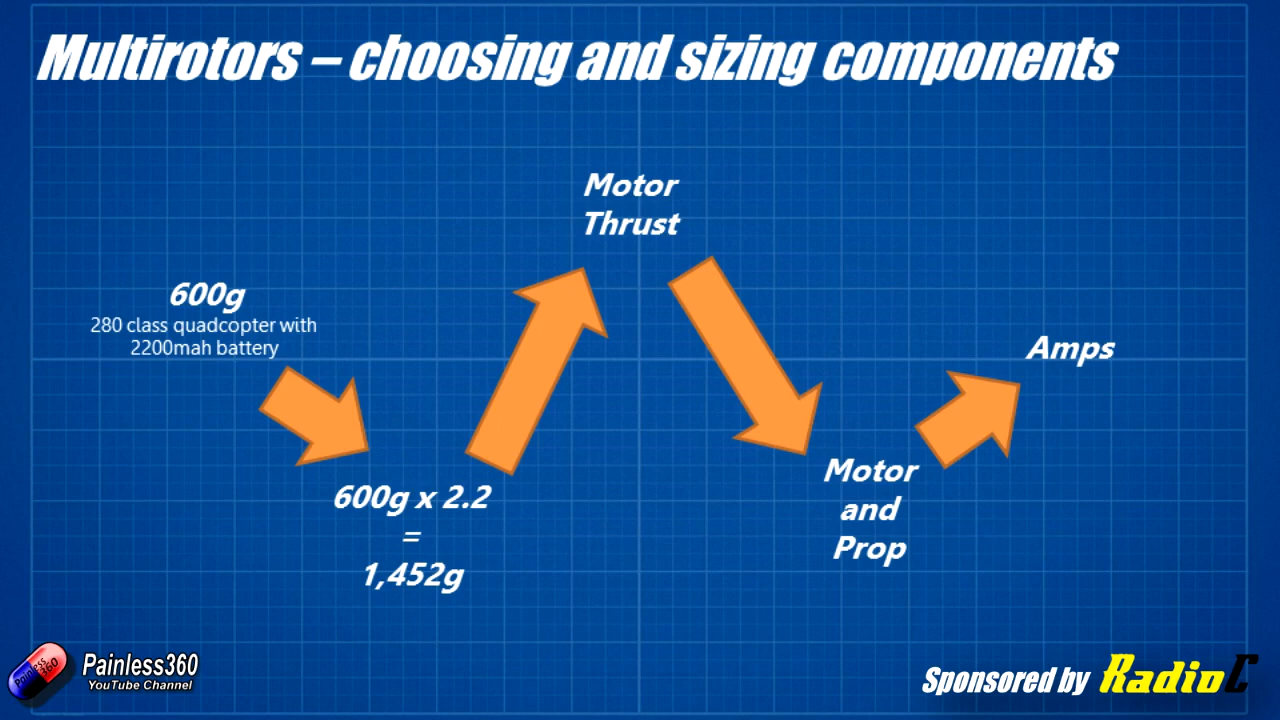 Multirotors – choosing and sizing components
Motor
Thrust
600g
280 class quadcopter with
2200mah battery
Amps
600g x 2.2
=
1,452g
Motor
and
Prop
Painless360
Painless360
YouTube Channel
Sponsored by RadioC